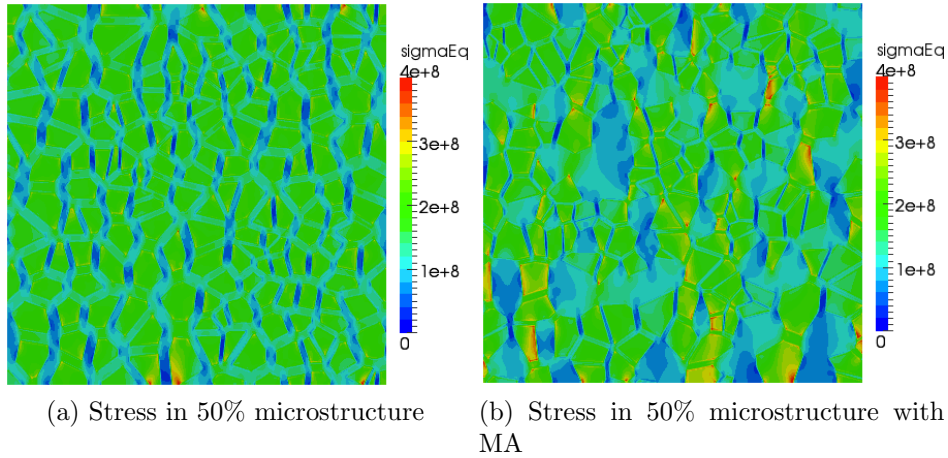 sigmaEq
4e+8
3e+8
2e+8
1e+8
0
sigmaEq
4e+8
3e+8
2e+8
1e+8
0
(a) Stress in 50% microstructure
(b) Stress in 50% microstructure with
MA